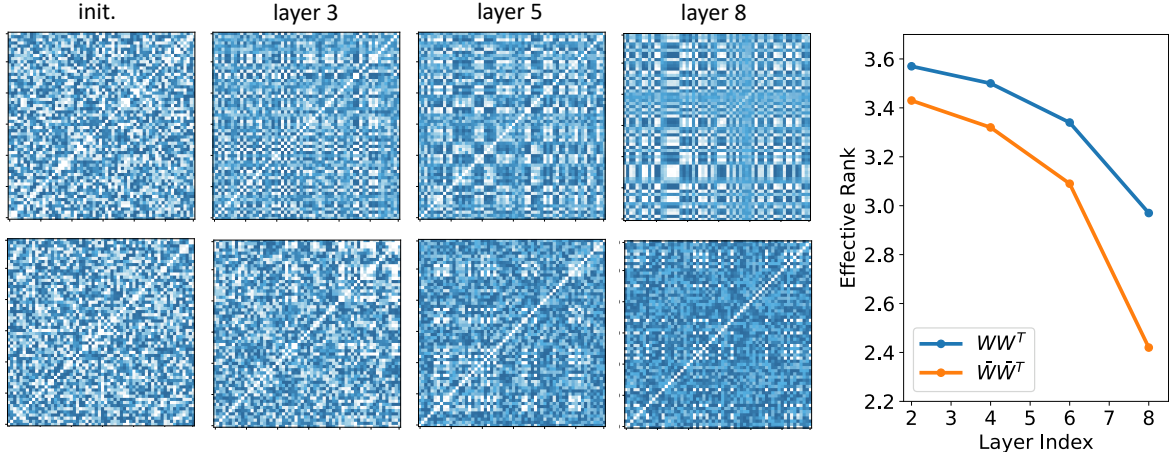 init. layer 3 layer 5 layer 8
3.6
3.4
3.2
3.0
2.8
2.6
2.4
2.2
Effective Rank
WWᵀ
W̄W̄ᵀ
2 3 4 5 6 7 8
Layer Index